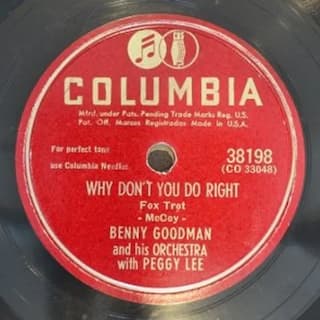 COLUMBIA
Mfrd. under Pats. Pending Trade Marks Reg. U.S.
Pat. Off. Marcas Registradas Made in U.S.A.
For perfect tone
use Columbia Needles
38198
(CO 33048)
WHY DON'T YOU DO RIGHT
Fox Trot
- McCoy -
BENNY GOODMAN
and his ORCHESTRA
with PEGGY LEE